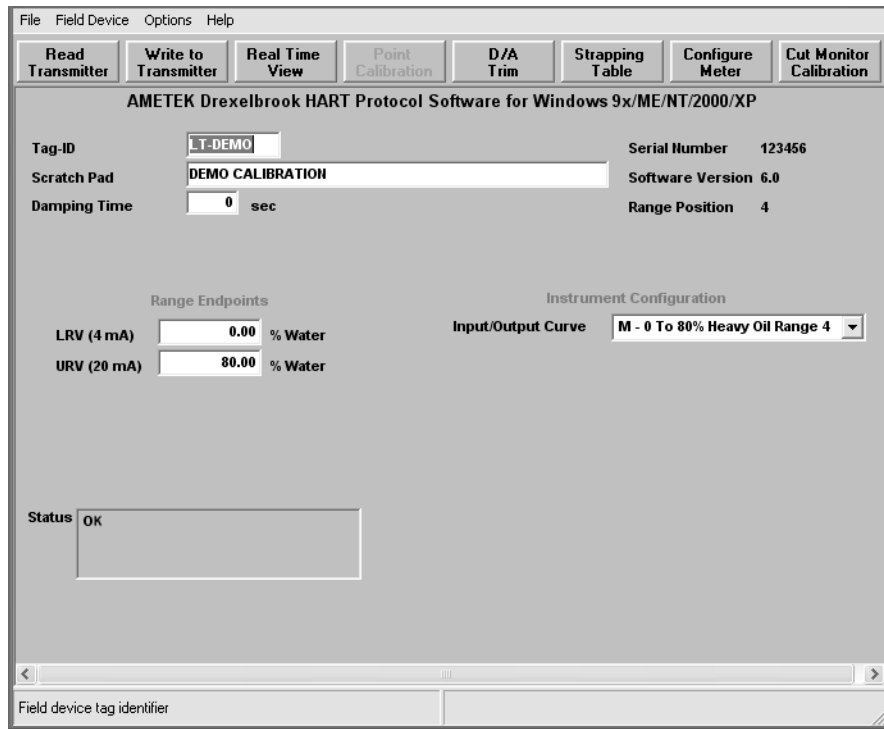 File Field Device Options Help
Read Transmitter
Write to Transmitter
Real Time View
Point Calibration
D/A Trim
Strapping Table
Configure Meter
Cut Monitor Calibration
AMETEK Drexelbrook HART Protocol Software for Windows 9x/ME/NT/2000/XP
Tag-ID LT-DEMO Serial Number 123456
Scratch Pad DEMO CALIBRATION Software Version 6.0
Damping Time 0 sec Range Position 4
Range Endpoints Instrument Configuration
LRV (4 mA) 0.00 % Water Input/Output Curve M - 0 To 80% Heavy Oil Range 4
URV (20 mA) 80.00 % Water
Status OK
Field device tag identifier